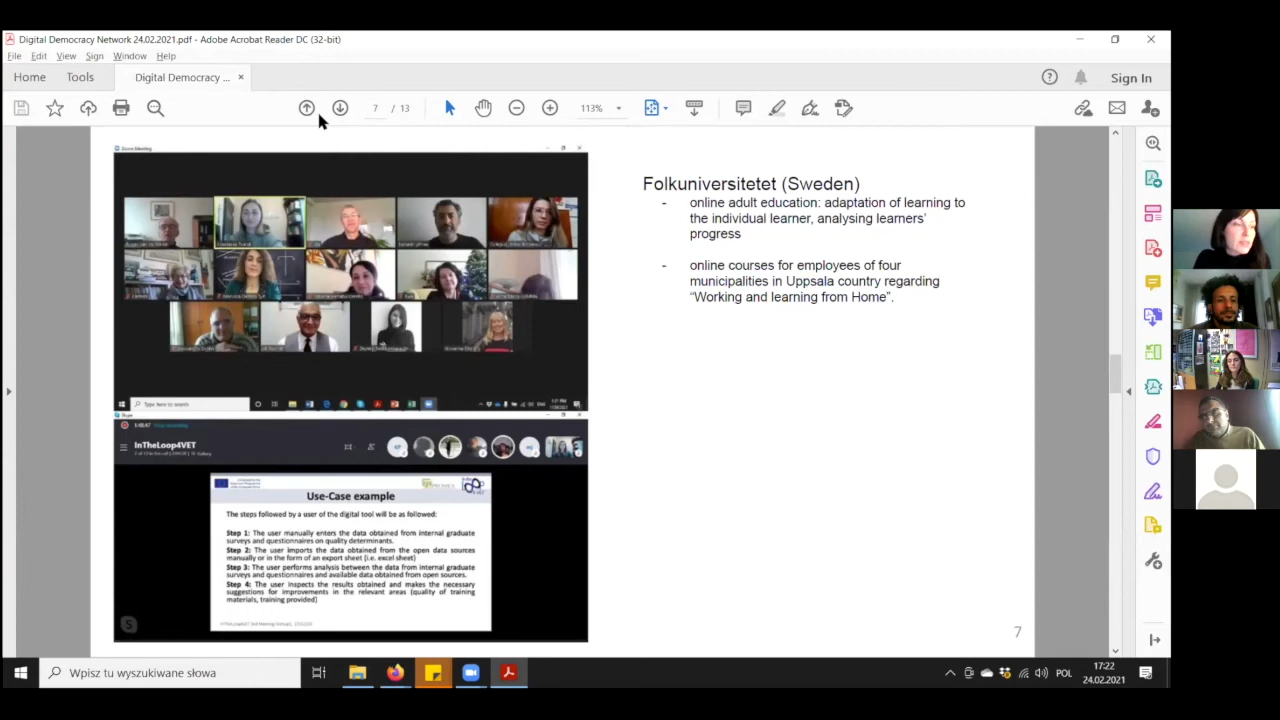 Digital Democracy Network 24.02.2021.pdf - Adobe Acrobat Reader DC (32-bit)
File Edit View Sign Window Help
Home Tools Digital Democracy ... ×
Sign In
7 / 13
113%
Zoom Meeting
Type here to search
Folkuniversitetet (Sweden)
- online adult education: adaptation of learning to
the individual learner, analysing learners'
progress
- online courses for employees of four
municipalities in Uppsala country regarding
"Working and learning from Home".
Skype
Stop recording
InTheLoop4VET
Use-Case example
The steps followed by a user of the digital tool will be as followed:
Step 1: The user manually enters the data obtained from internal graduate
surveys and questionnaires on quality determinants.
Step 2: The user imports the data obtained from the open data sources
manually or in the form of an export sheet (i.e. excel sheet)
Step 3: The user performs analysis between the data from internal graduate
surveys and questionnaires and available data obtained from open sources.
Step 4: The user inspects the results obtained and makes the necessary
suggestions for improvements in the relevant areas (quality of training
materials, training provided)
7
Wpisz tu wyszukiwane słowa
POL
17:22
24.02.2021